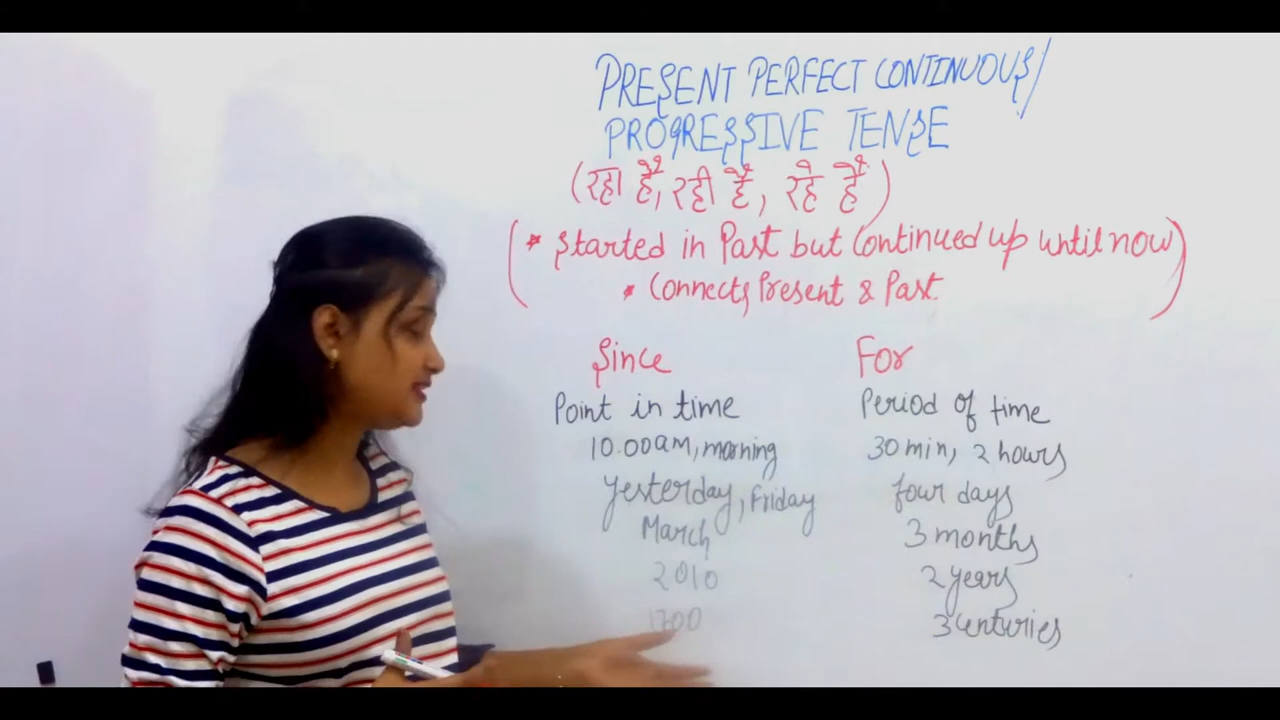 PRESENT PERFECT CONTINUOUS/
PROGRESSIVE TENSE
(रहा है, रही है, रहे हैं)
(* Started in Past but Continued up until now)
* Connects Present & Past.
Since
Point in time
10.00am, morning
yesterday, Friday
March
2010
1700
For
Period of time
30 min, 2 hours
four days
3 months
2 years
3 centuries